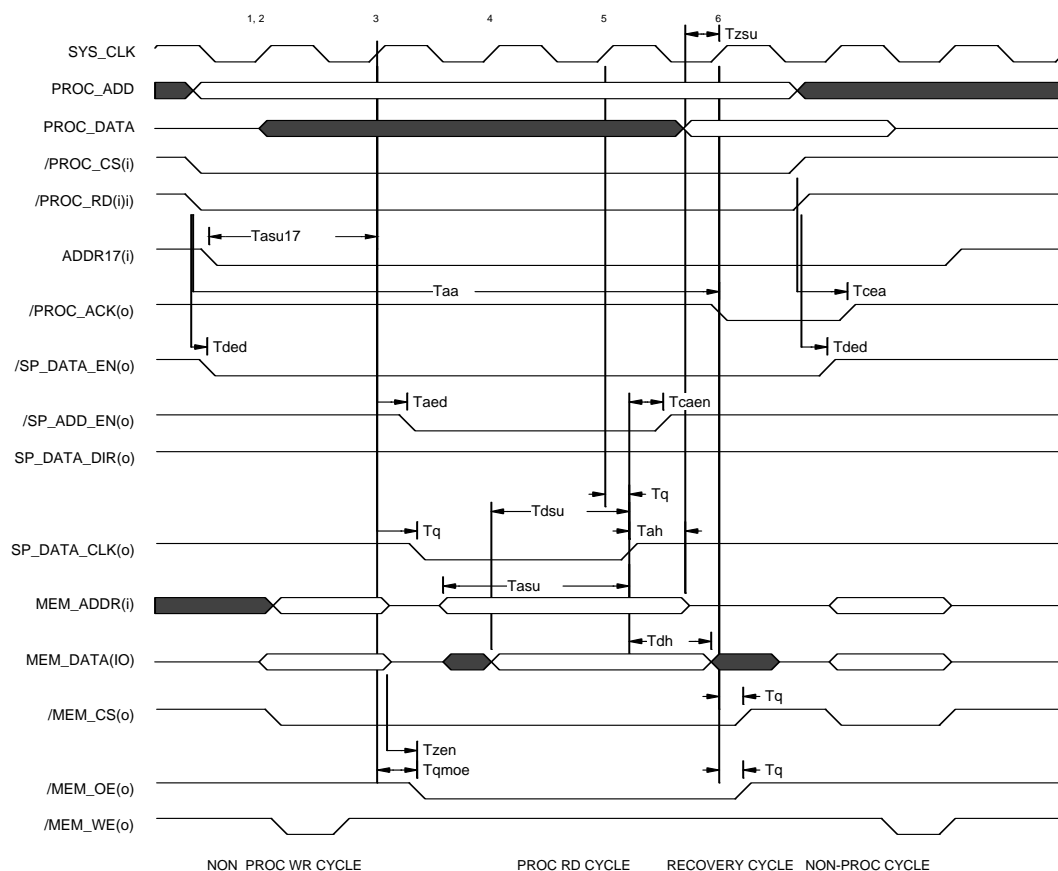 1, 2 3 4 5 6
Tzsu
SYS_CLK
PROC_ADD
PROC_DATA
/PROC_CS(i)
/PROC_RD(i)i)
Tasu17
ADDR17(i)
Taa
Tcea
/PROC_ACK(o)
Tded
Tded
/SP_DATA_EN(o)
Taed
Tcaen
/SP_ADD_EN(o)
SP_DATA_DIR(o)
Tq
Tdsu
Tq
Tah
SP_DATA_CLK(o)
Tasu
MEM_ADDR(i)
Tdh
MEM_DATA(IO)
Tq
/MEM_CS(o)
Tzen
Tqmoe
Tq
/MEM_OE(o)
/MEM_WE(o)
NON PROC WR CYCLE PROC RD CYCLE RECOVERY CYCLE NON-PROC CYCLE